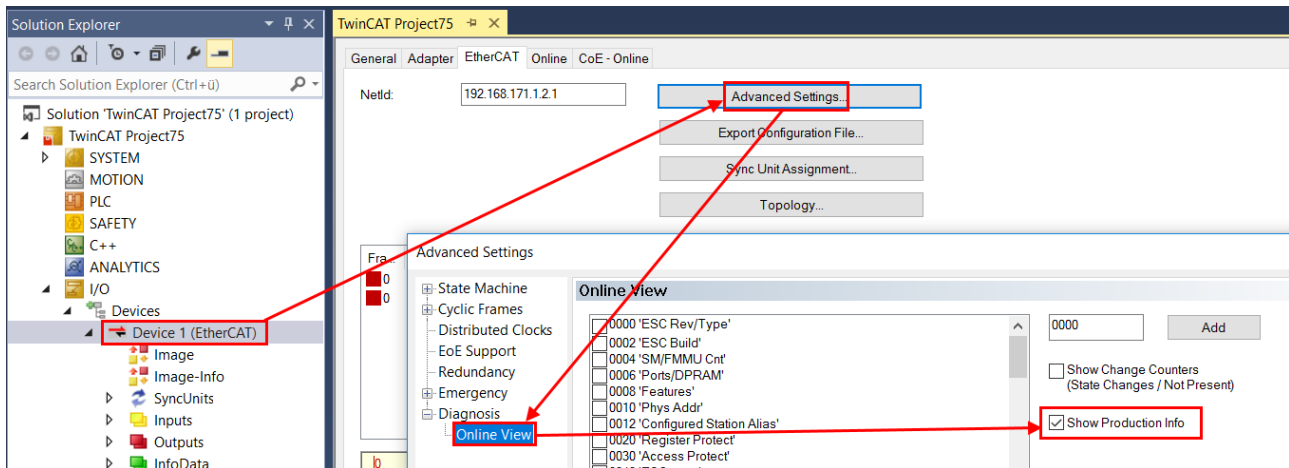 Solution Explorer
Search Solution Explorer (Ctrl+ü)
Solution 'TwinCAT Project75' (1 project)
TwinCAT Project75
SYSTEM
MOTION
PLC
SAFETY
C++
ANALYTICS
I/O
Devices
Device 1 (EtherCAT)
Image
Image-Info
SyncUnits
Inputs
Outputs
InfoData
TwinCAT Project75
General Adapter EtherCAT Online CoE - Online
NetId: 192.168.171.1.2.1
Advanced Settings...
Export Configuration File...
Sync Unit Assignment...
Topology...
Fra...
0
0
Advanced Settings
State Machine
Cyclic Frames
Distributed Clocks
EoE Support
Redundancy
Emergency
Diagnosis
Online View
Online View
0000 'ESC Rev/Type'
0002 'ESC Build'
0004 'SM/FMMU Cnt'
0006 'Ports/DPRAM'
0008 'Features'
0010 'Phys Addr'
0012 'Configured Station Alias'
0020 'Register Protect'
0030 'Access Protect'
0000 Add
Show Change Counters
(State Changes / Not Present)
Show Production Info